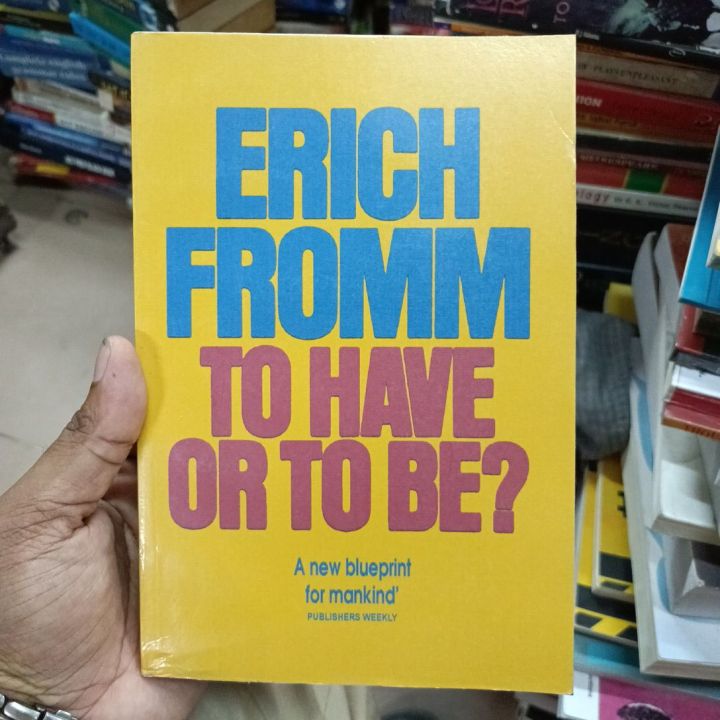 ERICH
FROMM
TO HAVE
OR TO BE?
A new blueprint
for mankind'
PUBLISHERS WEEKLY